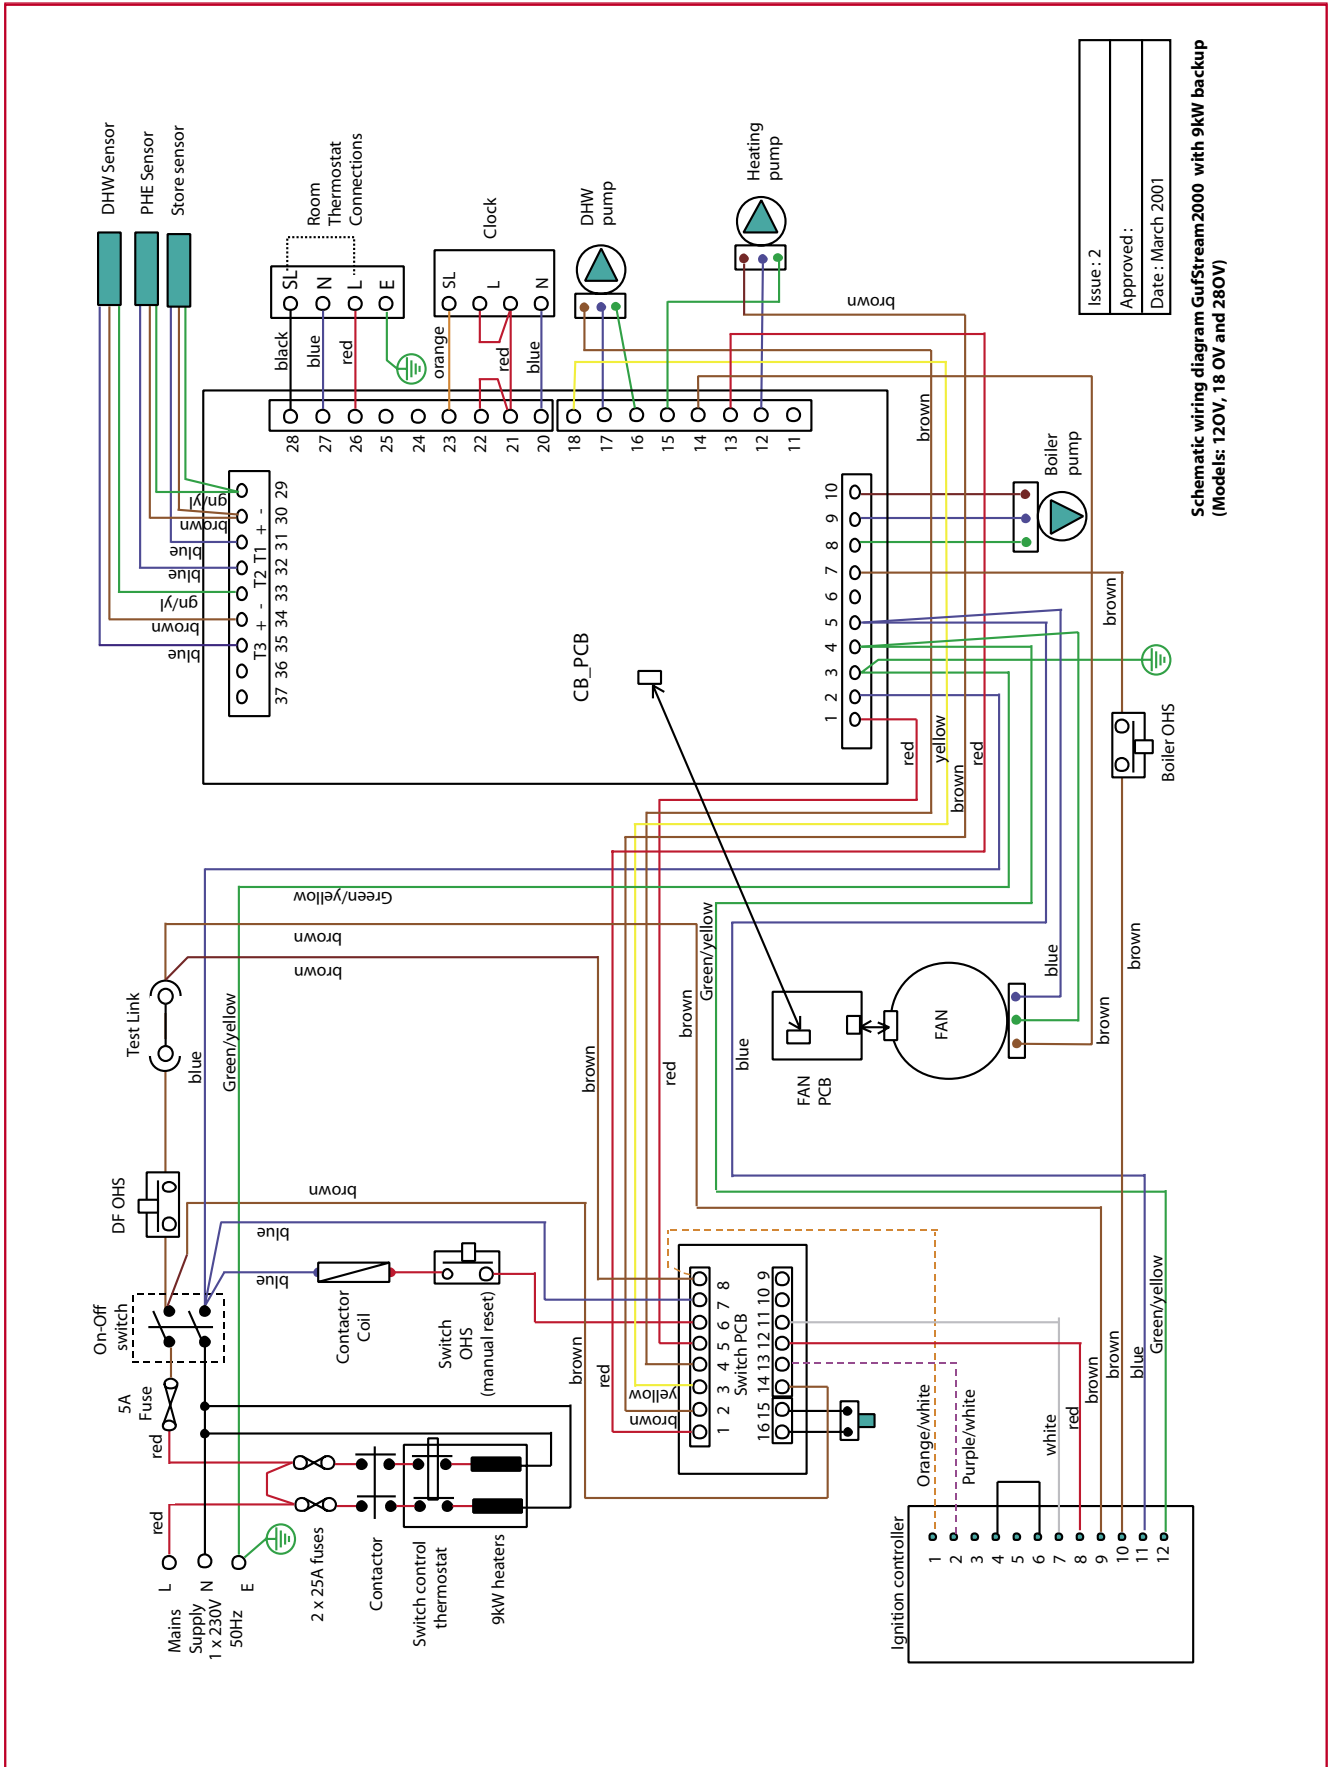 Schematic wiring diagram GufStream2000 with 9kW backup
(Models: 12OV, 18 OV and 28OV)
Issue : 2
Approved :
Date : March 2001
DHW Sensor
PHE Sensor
Store sensor
Room
Thermostat
Connections
SL
N
L
E
black
blue
red
Clock
SL
L
N
orange
red
blue
DHW
pump
Heating
pump
brown
28
27
26
25
24
23
22
21
20
18
17
16
15
14
13
12
11
brown
gn/yl
brown
blue
blue
gn/yl
brown
blue
29
30
31
32
33
34
35
36
37
- + T1
T2
- + T3
CB_PCB
10
9
8
7
6
5
4
3
2
1
Boiler
pump
brown
Boiler OHS
red
yellow
brown
red
Green/yellow
brown
brown
Test Link
blue
Green/yellow
brown
red
brown
Green/yellow
blue
FAN
PCB
FAN
blue
brown
brown
DF OHS
brown
blue
blue
On-Off
switch
Contactor
Coil
Switch
OHS
(manual reset)
5A
Fuse
red
red
brown
red
yellow
brown
8
7
6
5
4
3
2
1
Switch PCB
9
10
11
12
13
14
15
16
Orange/white
Purple/white
white
red
brown
brown
blue
Green/yellow
L
N
E
Mains
Supply
1 x 230V
50Hz
2 x 25A fuses
Contactor
Switch control
thermostat
9kW heaters
Ignition controller
1
2
3
4
5
6
7
8
9
10
11
12